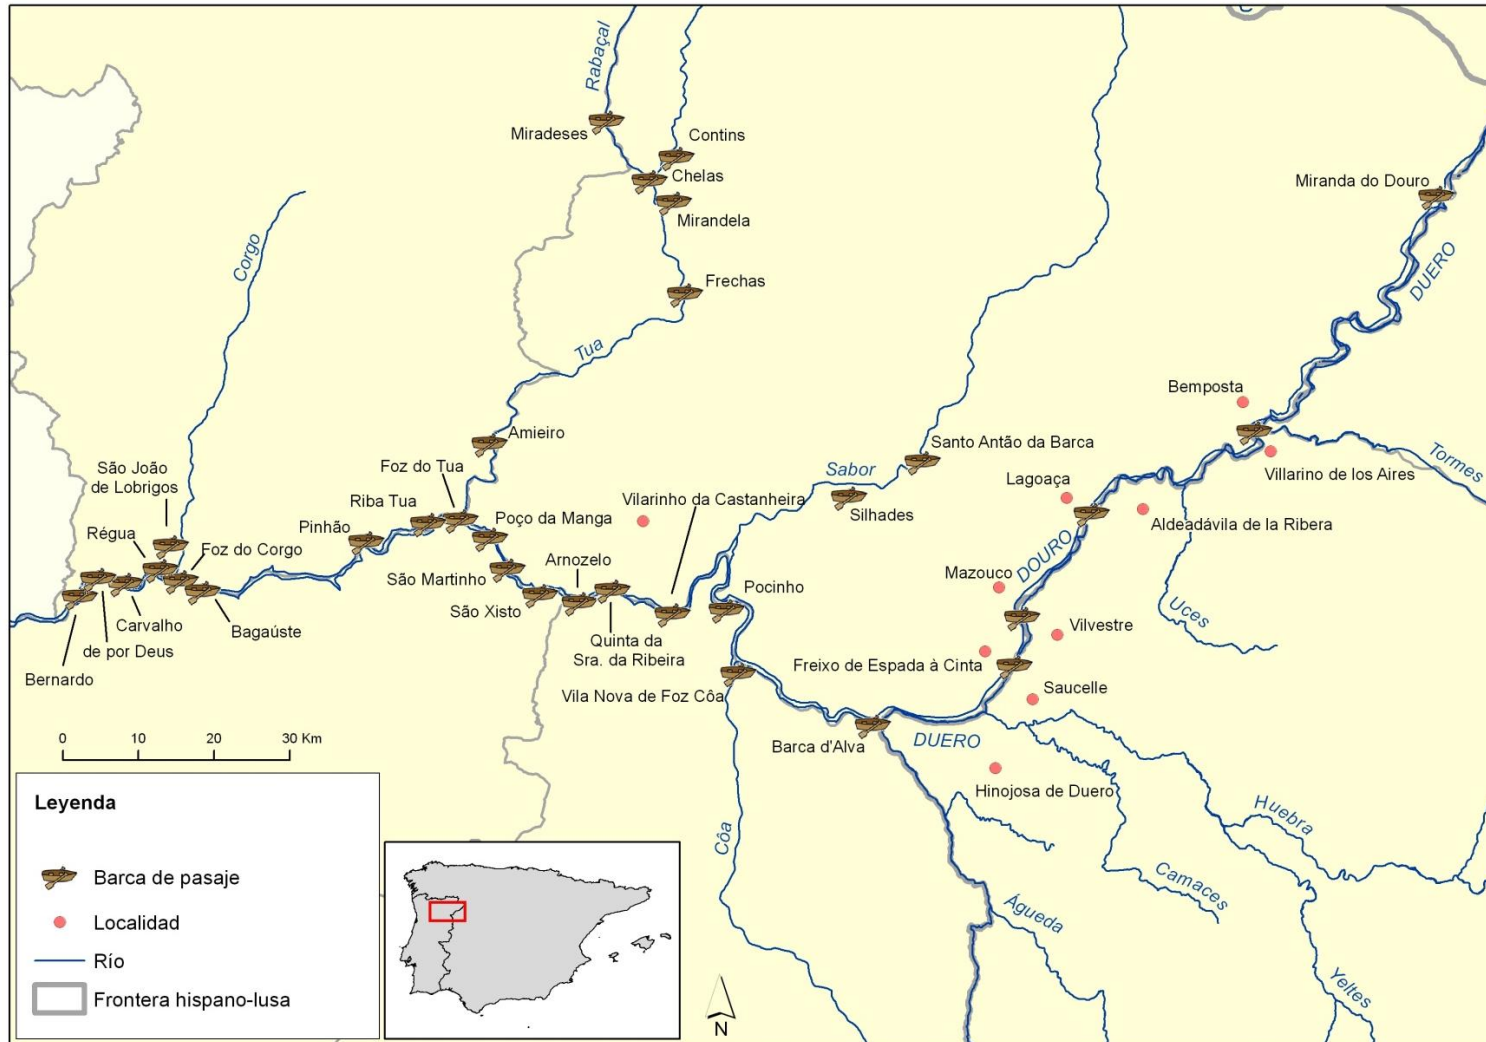 C
Rabaçal
Miradeses
Contins
Chelas
Mirandela
Miranda do Douro
Corgo
DUERO
Frechas
Tua
Bemposta
Amieiro
Santo Antão da Barca
Tormes
São João
de Lobrigos
Foz do Tua
Sabor
Villarino de los Aires
Riba Tua
Vilarinho da Castanheira
Lagoaça
Régua
Pinhão
Poço da Manga
Silhades
Aldeadávila de la Ribera
Foz do Corgo
Arnozelo
DOURO
São Martinho
Pocinho
Mazouco
São Xisto
Uces
Carvalho
Bagaúste
Vilvestre
de por Deus
Quinta da
Sra. da Ribeira
Freixo de Espada à Cinta
Bernardo
Vila Nova de Foz Côa
Saucelle
0 10 20 30 Km
Barca d'Alva
DUERO
Hinojosa de Duero
Huebra
Côa
Camaces
Águeda
Yeltes
Leyenda
Barca de pasaje
Localidad
Río
Frontera hispano-lusa
N